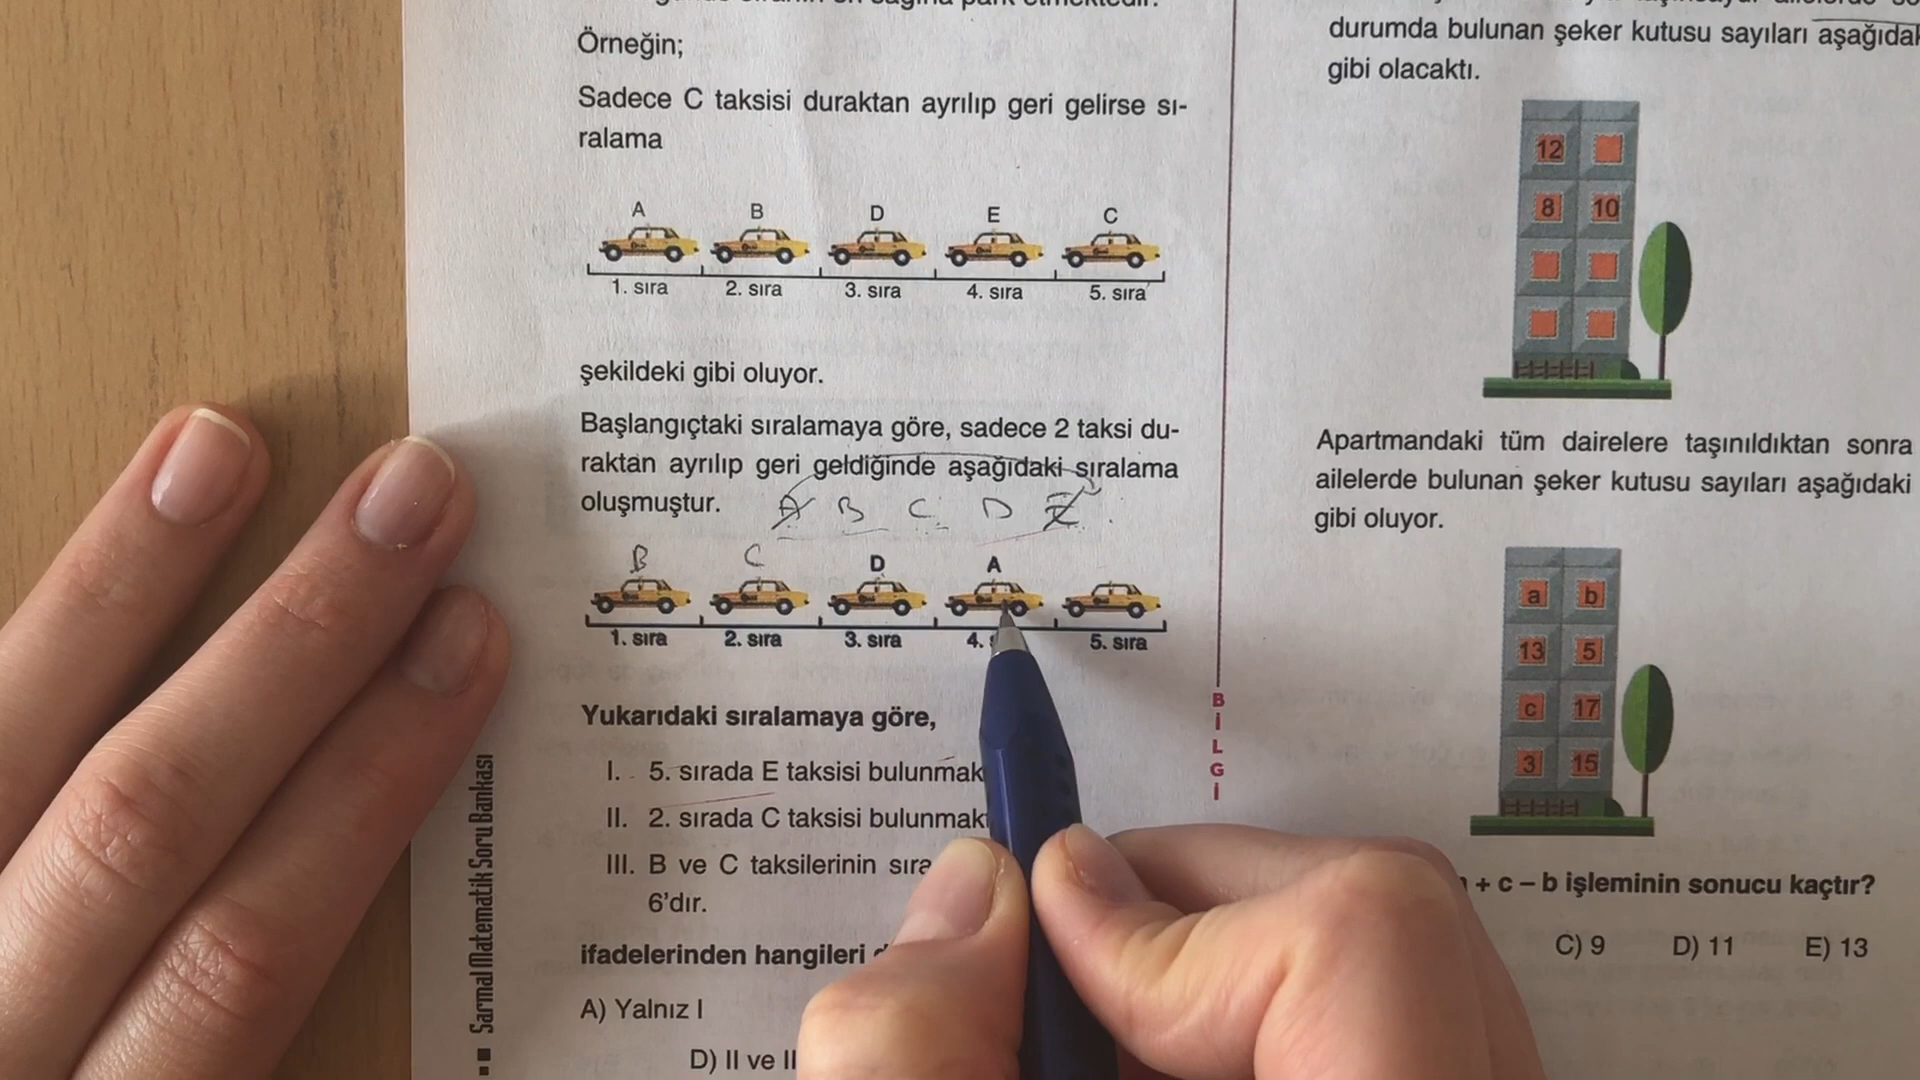 Örneğin;
Sadece C taksisi duraktan ayrılıp geri gelirse sı-
ralama
A B D E C
1. sıra 2. sıra 3. sıra 4. sıra 5. sıra
şekildeki gibi oluyor.
Başlangıçtaki sıralamaya göre, sadece 2 taksi du-
raktan ayrılıp geri geldiğinde aşağıdaki sıralama
oluşmuştur.
A B C D E
B C D A
1. sıra 2. sıra 3. sıra 4. 5. sıra
Yukarıdaki sıralamaya göre,
I. 5. sırada E taksisi bulunmak
II. 2. sırada C taksisi bulunmak
III. B ve C taksilerinin sıra
6'dır.
ifadelerinden hangileri
A) Yalnız I
D) II ve II
Sarmal Matematik Soru Bankası
BİLGİ
durumda bulunan şeker kutusu sayıları
gibi olacaktı.
12
8 10
Apartmandaki tüm dairelere taşınıldıktan sonra
ailelerde bulunan şeker kutusu sayıları aşağıdaki
gibi oluyor.
a b
13 5
c 17
3 15
+ c – b işleminin sonucu kaçtır?
C) 9 D) 11 E) 13